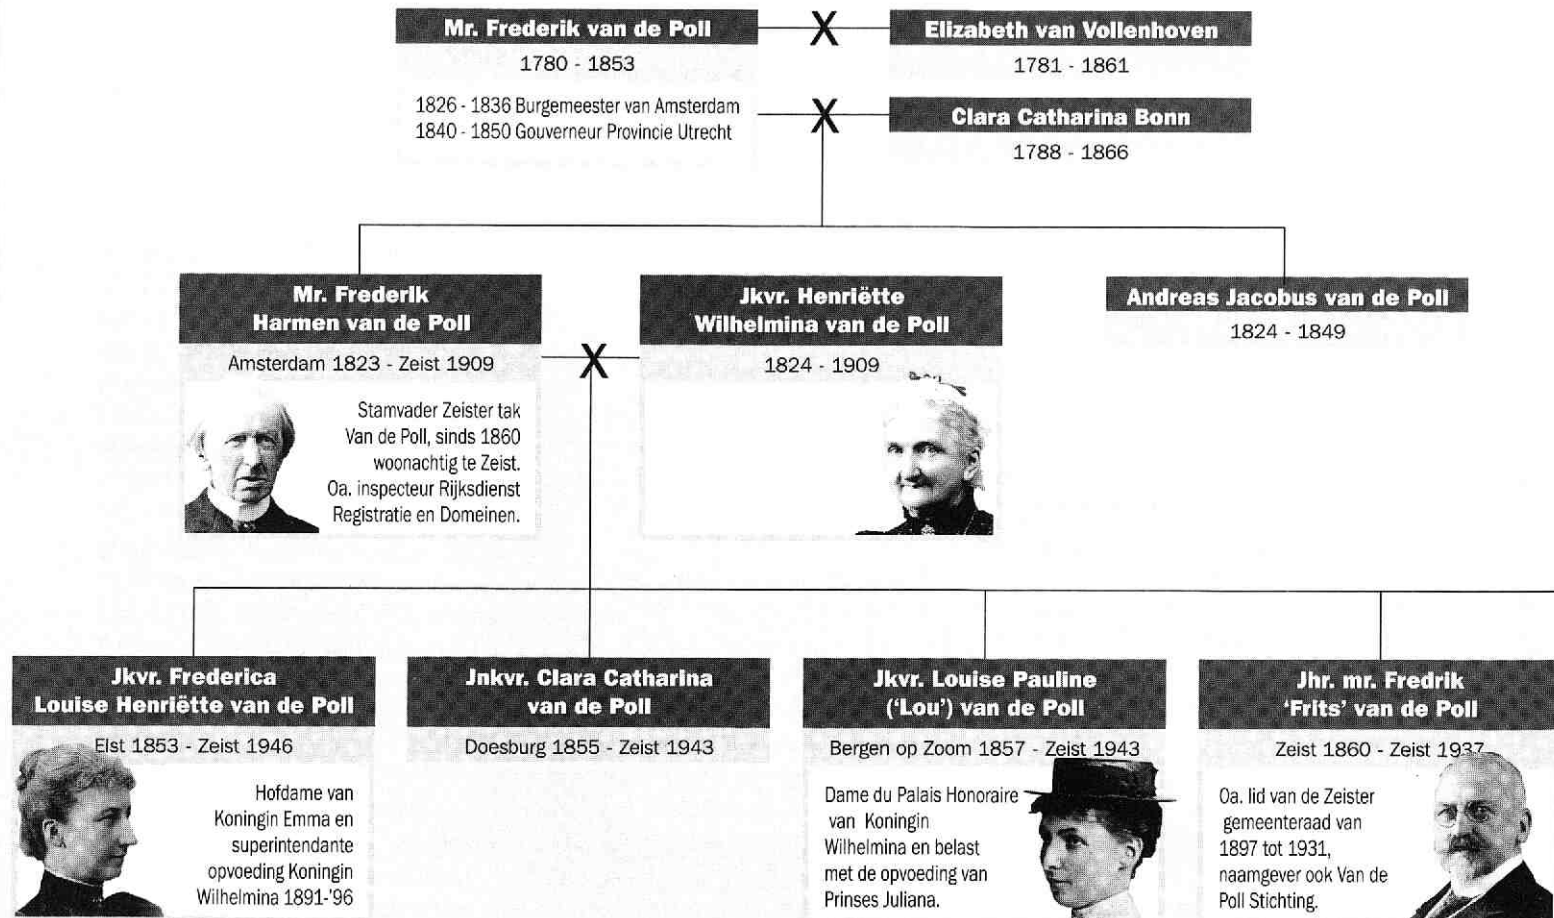 Mr. Frederik van de Poll
1780 - 1853
1826 - 1836 Burgemeester van Amsterdam
1840 - 1850 Gouverneur Provincie Utrecht
X
Elizabeth van Vollenhoven
1781 - 1861
X
Clara Catharina Bonn
1788 - 1866
Mr. Frederik
Harmen van de Poll
Amsterdam 1823 - Zeist 1909
Stamvader Zeister tak
Van de Poll, sinds 1860
woonachtig te Zeist.
Oa. inspecteur Rijksdienst
Registratie en Domeinen.
X
Jkvr. Henriëtte
Wilhelmina van de Poll
1824 - 1909
Andreas Jacobus van de Poll
1824 - 1849
Jkvr. Frederica
Louise Henriëtte van de Poll
Elst 1853 - Zeist 1946
Hofdame van
Koningin Emma en
superintendante
opvoeding Koningin
Wilhelmina 1891-'96
Jnkvr. Clara Catharina
van de Poll
Doesburg 1855 - Zeist 1943
Jkvr. Louise Pauline
('Lou') van de Poll
Bergen op Zoom 1857 - Zeist 1943
Dame du Palais Honoraire
van Koningin
Wilhelmina en belast
met de opvoeding van
Prinses Juliana.
Jhr. mr. Fredrik
'Frits' van de Poll
Zeist 1860 - Zeist 1937
Oa. lid van de Zeister
gemeenteraad van
1897 tot 1931,
naamgever ook Van de
Poll Stichting.